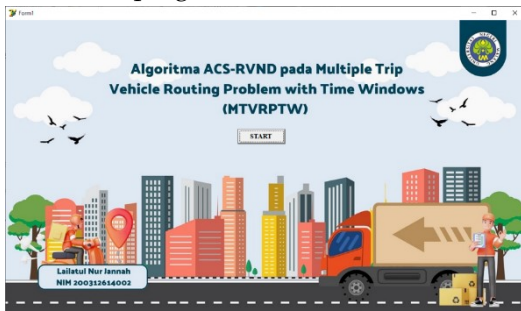 Form1
Algoritma ACS-RVND pada Multiple Trip
Vehicle Routing Problem with Time Windows
(MTVRPTW)
START
Lailatul Nur Jannah
NIM 200312614002